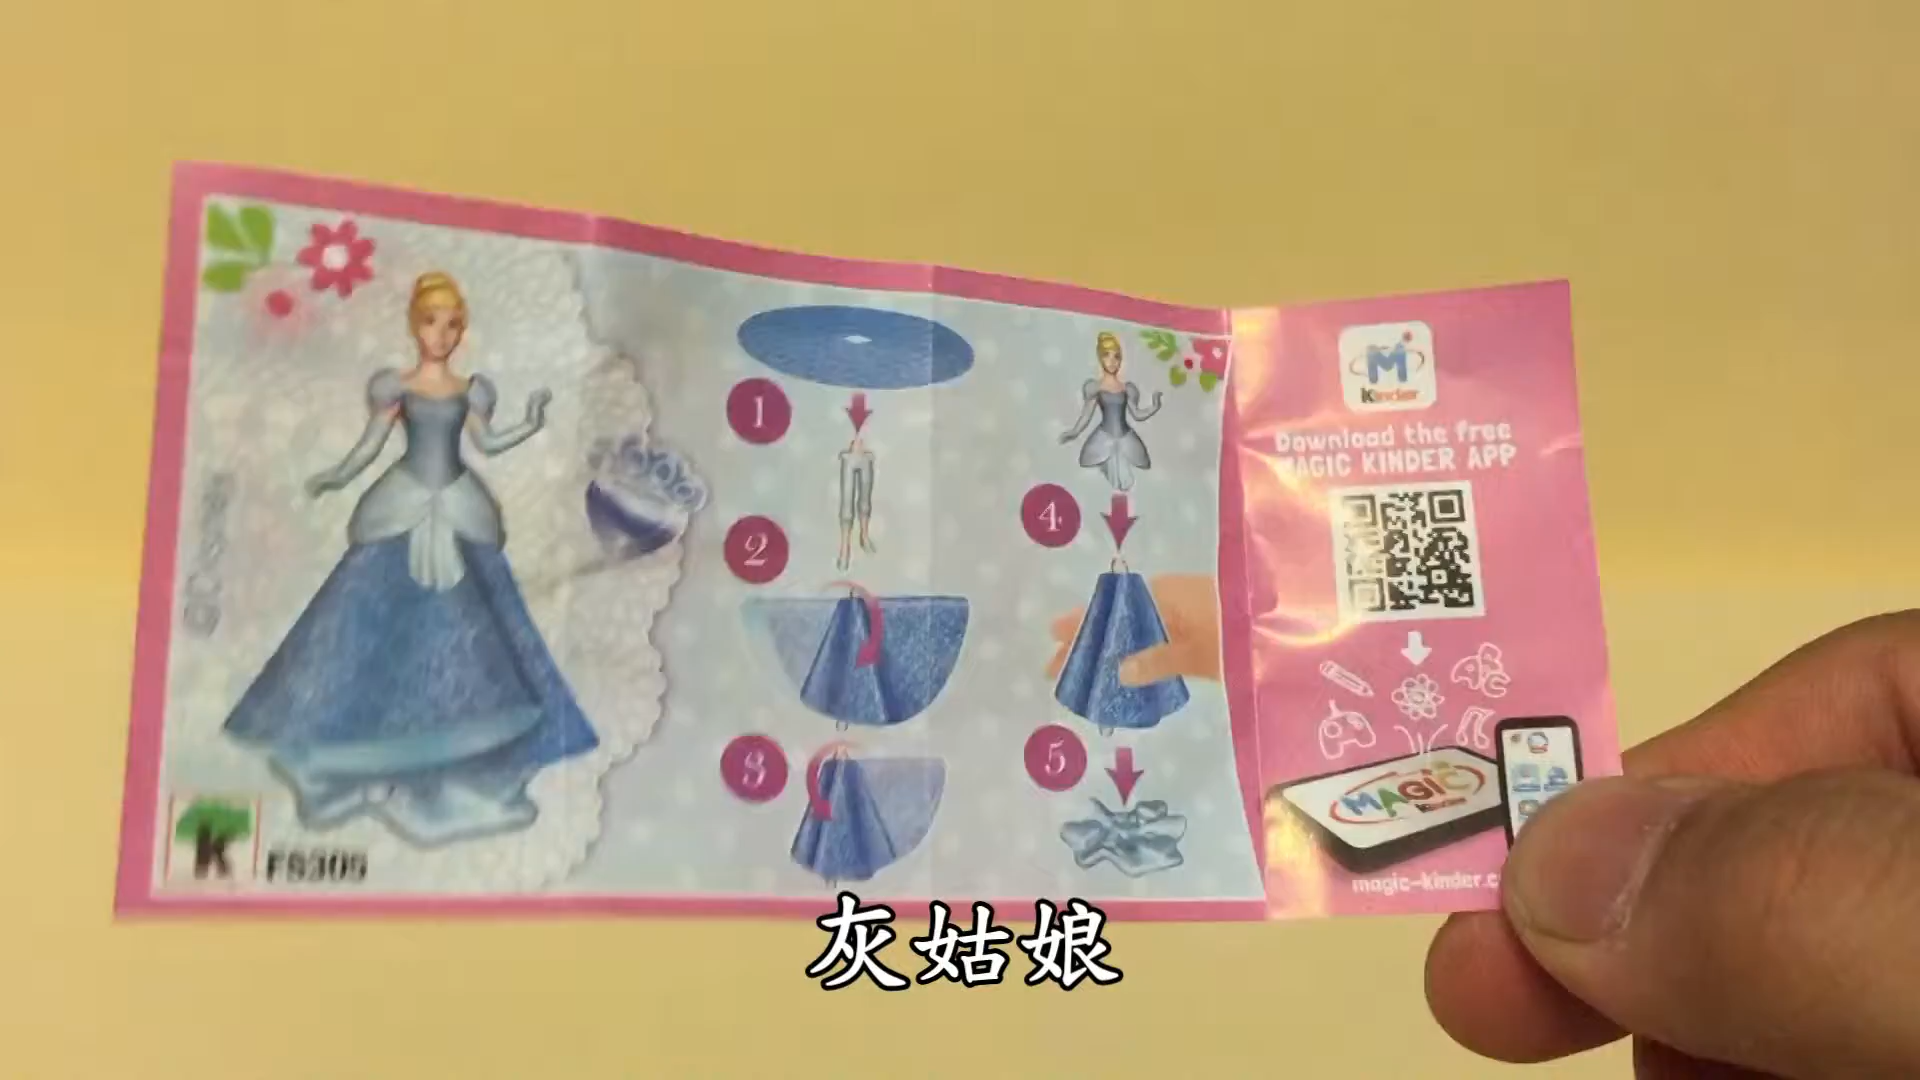 1
2
3
K
4
5
M
Kinder
Download the free
MAGIC KINDER APP
ABC
MAGIC
Kinder
magic-kinder.c
灰姑娘